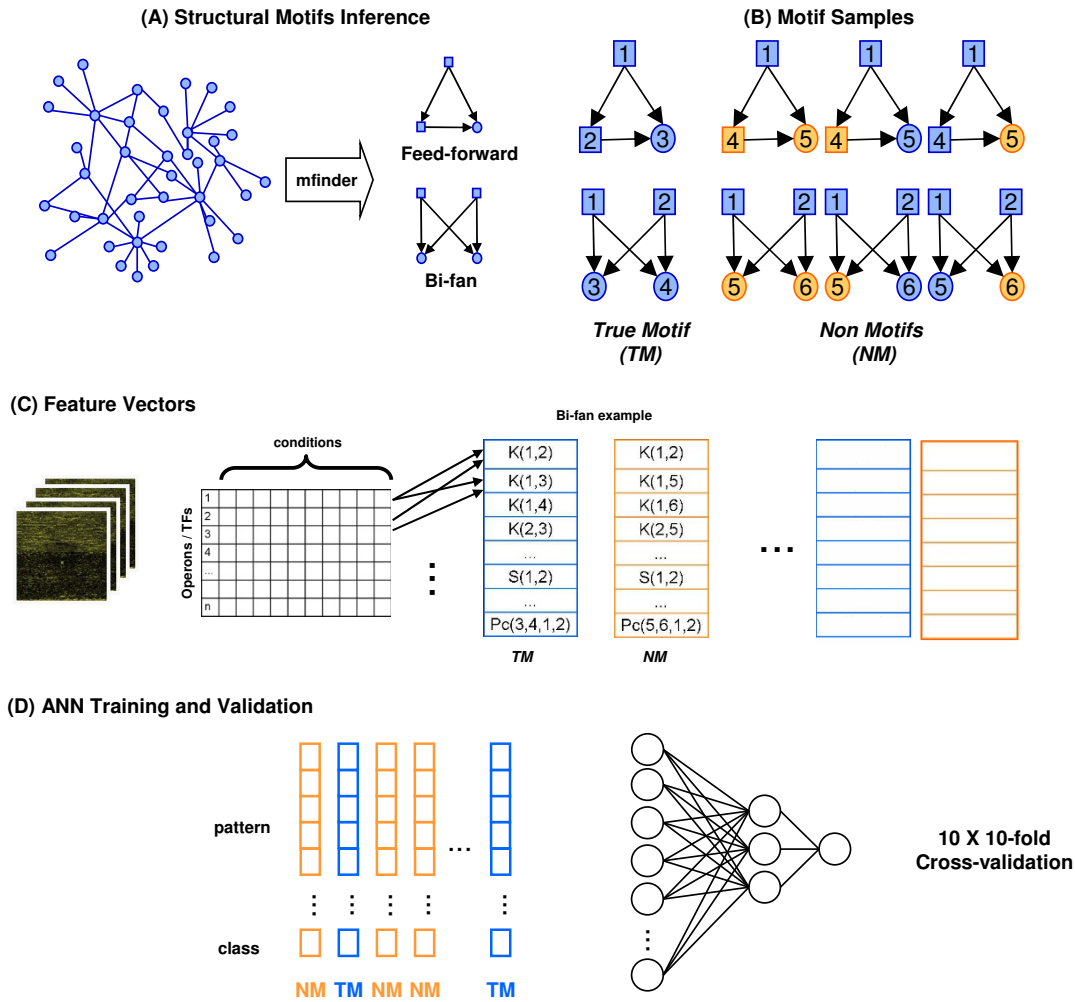 (A) Structural Motifs Inference
mfinder
Feed-forward
Bi-fan
(B) Motif Samples
1 1 1 1
2 3 4 5 4 5 4 5
1 2 1 2 1 2 1 2
3 4 5 6 5 6 5 6
True Motif
(TM)
Non Motifs
(NM)
(C) Feature Vectors
conditions
Operons / TFs
1
2
3
4
...
n
Bi-fan example
K(1,2)
K(1,3)
K(1,4)
K(2,3)
...
S(1,2)
...
Pc(3,4,1,2)
TM
K(1,2)
K(1,5)
K(1,6)
K(2,5)
...
S(1,2)
...
Pc(5,6,1,2)
NM
...
(D) ANN Training and Validation
pattern
...
class
NM TM NM NM TM
10 X 10-fold
Cross-validation